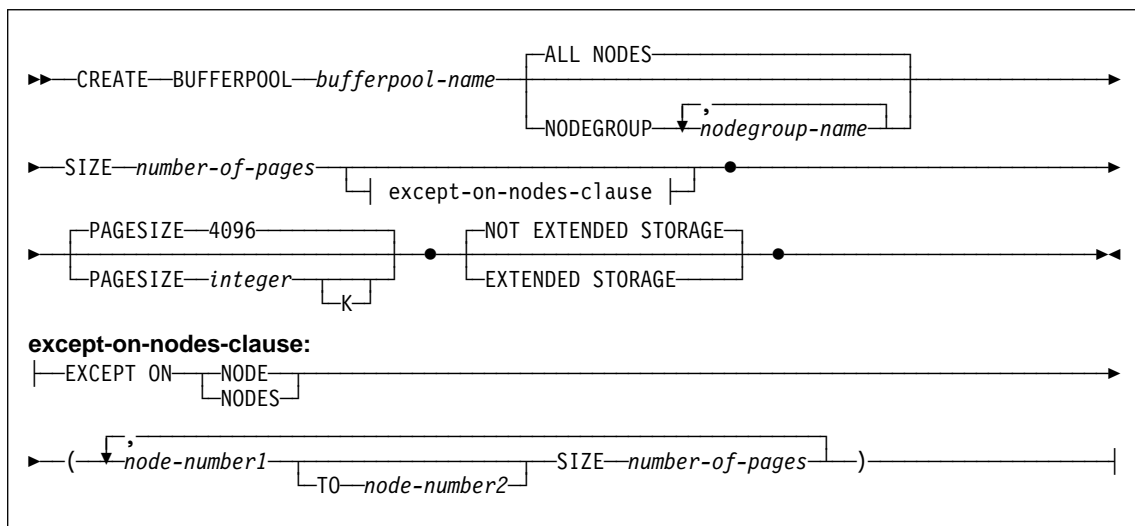 ALL NODES
CREATE BUFFERPOOL bufferpool-name
,
NODEGROUP nodegroup-name
SIZE number-of-pages
except-on-nodes-clause
PAGESIZE 4096 NOT EXTENDED STORAGE
PAGESIZE integer EXTENDED STORAGE
K
except-on-nodes-clause:
EXCEPT ON NODE
NODES
,
( node-number1 SIZE number-of-pages )
TO node-number2